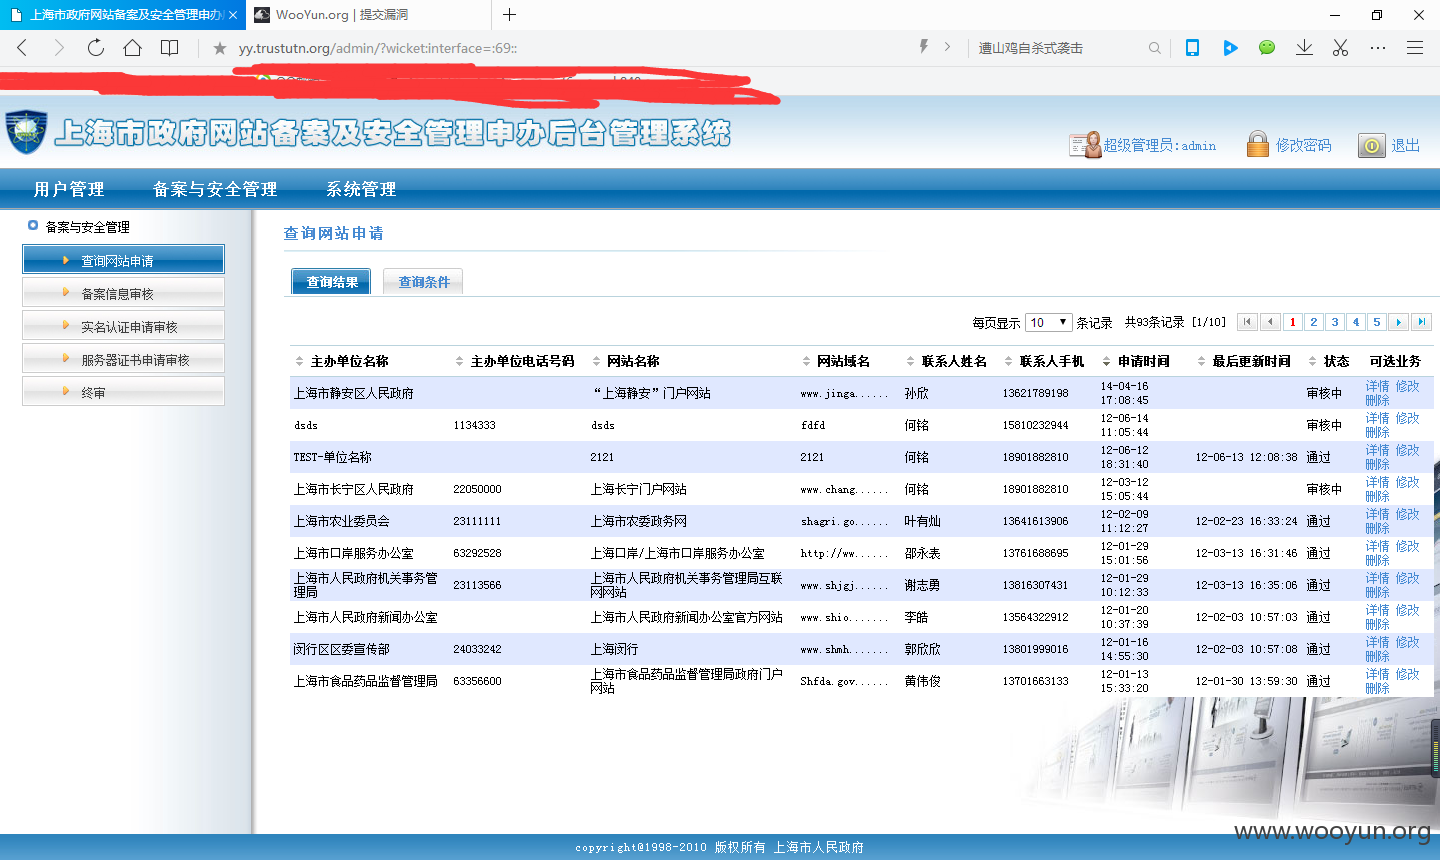 上海市政府网站备案及安全管理申办
WooYun.org | 提交漏洞
yy.trustutn.org/admin/?wicket:interface=:69::
遭山鸡自杀式袭击
上海市政府网站备案及安全管理申办后台管理系统
超级管理员:admin 修改密码 退出
用户管理 备案与安全管理 系统管理
备案与安全管理
查询网站申请
备案信息审核
实名认证申请审核
服务器证书申请审核
终审
查询网站申请
查询结果 查询条件
每页显示 10 条记录 共93条记录 [1/10] 1 2 3 4 5
主办单位名称 主办单位电话号码 网站名称 网站域名 联系人姓名 联系人手机 申请时间 最后更新时间 状态 可选业务
上海市静安区人民政府 “上海静安”门户网站 www.jinga...... 孙欣 13621789198 14-04-16 17:08:45 审核中 详情 修改 删除
dsds 1134333 dsds fdfd 何铭 15810232944 12-06-14 11:05:44 审核中 详情 修改 删除
TEST-单位名称 2121 2121 何铭 18901882810 12-06-12 18:31:40 12-06-13 12:08:38 通过 详情 修改 删除
上海市长宁区人民政府 22050000 上海长宁门户网站 www.chang...... 何铭 18901882810 12-03-12 15:05:44 审核中 详情 修改 删除
上海市农业委员会 23111111 上海市农委政务网 shagri.go...... 叶有灿 13641613906 12-02-09 11:12:27 12-02-23 16:33:24 通过 详情 修改 删除
上海市口岸服务办公室 63292528 上海口岸/上海市口岸服务办公室 http://ww...... 邵永表 13761688695 12-01-29 15:01:56 12-03-13 16:31:46 通过 详情 修改 删除
上海市人民政府机关事务管理局 23113566 上海市人民政府机关事务管理局互联网网站 www.shjgj...... 谢志勇 13816307431 12-01-29 10:12:33 12-03-13 16:35:06 通过 详情 修改 删除
上海市人民政府新闻办公室 上海市人民政府新闻办公室官方网站 www.shio....... 李皓 13564322912 12-01-20 10:37:39 12-02-03 10:57:03 通过 详情 修改 删除
闵行区区委宣传部 24033242 上海闵行 www.shmh....... 郭欣欣 13801999016 12-01-16 14:55:30 12-02-03 10:57:08 通过 详情 修改 删除
上海市食品药品监督管理局 63356600 上海市食品药品监督管理局政府门户网站 Shfda.gov...... 黄伟俊 13701663133 12-01-13 15:33:20 12-01-30 13:59:30 通过 详情 修改 删除
www.wooyun.org
copyright@1998-2010 版权所有 上海市人民政府